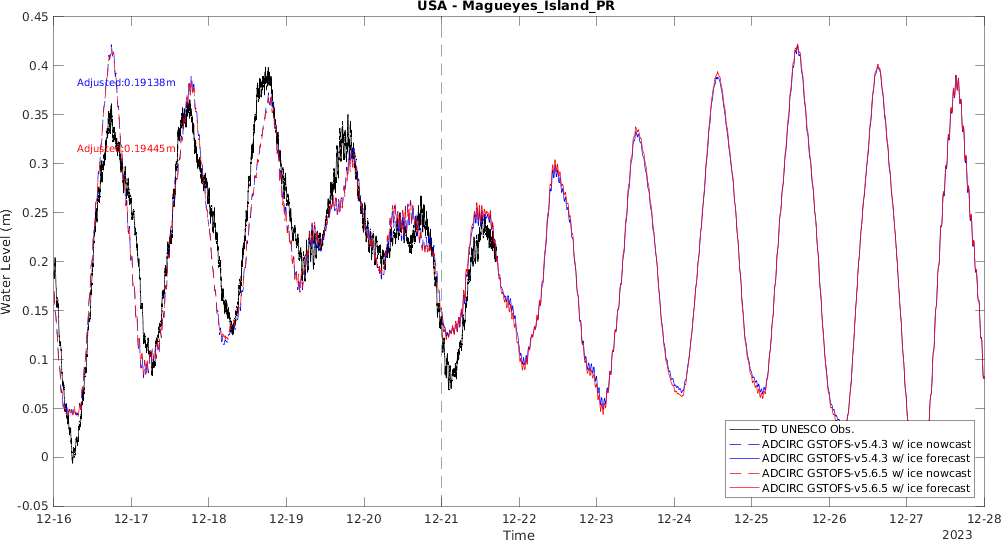 USA - Magueyes_Island_PR
0.45
0.4
0.35
0.3
0.25
0.2
0.15
0.1
0.05
0
-0.05
Water Level (m)
Adjusted:0.19138m
Adjusted:0.19445m
TD UNESCO Obs.
ADCIRC GSTOFS-v5.4.3 w/ ice nowcast
ADCIRC GSTOFS-v5.4.3 w/ ice forecast
ADCIRC GSTOFS-v5.6.5 w/ ice nowcast
ADCIRC GSTOFS-v5.6.5 w/ ice forecast
12-16 12-17 12-18 12-19 12-20 12-21 12-22 12-23 12-24 12-25 12-26 12-27 12-28
Time
2023